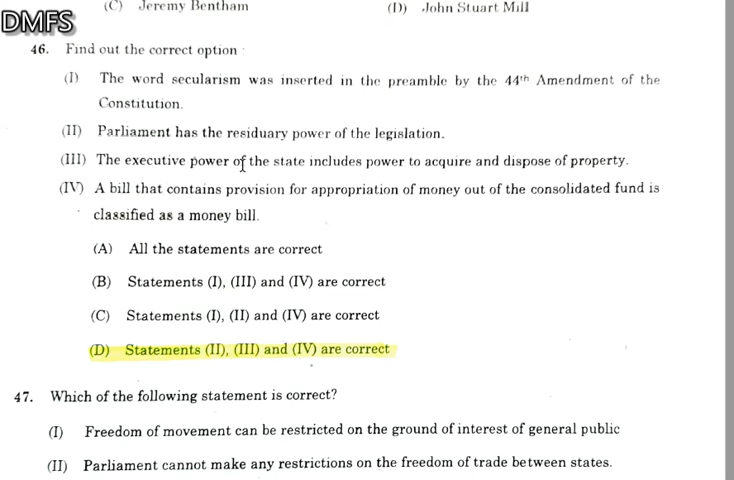 (C) Jeremy Bentham (D) John Stuart Mill
DMFS
46. Find out the correct option :
(I) The word secularism was inserted in the preamble by the 44th Amendment of the
Constitution.
(II) Parliament has the residuary power of the legislation.
(III) The executive power of the state includes power to acquire and dispose of property.
(IV) A bill that contains provision for appropriation of money out of the consolidated fund is
classified as a money bill.
(A) All the statements are correct
(B) Statements (I), (III) and (IV) are correct
(C) Statements (I), (II) and (IV) are correct
(D) Statements (II), (III) and (IV) are correct
47. Which of the following statement is correct?
(I) Freedom of movement can be restricted on the ground of interest of general public
(II) Parliament cannot make any restrictions on the freedom of trade between states.